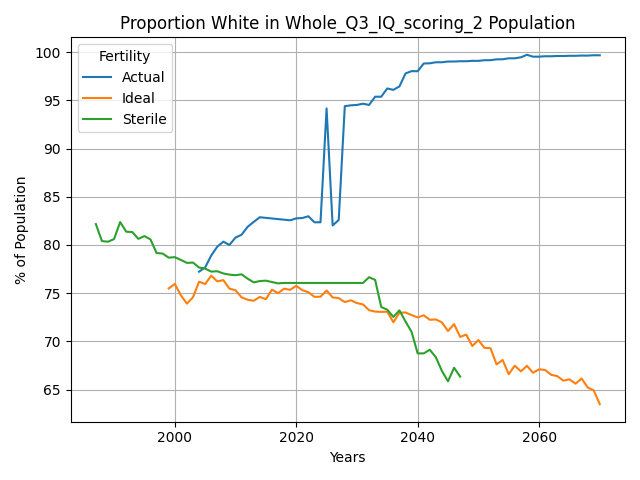 Proportion White in Whole_Q3_IQ_scoring_2 Population
% of Population
100
95
90
85
80
75
70
65
Fertility
Actual
Ideal
Sterile
2000
2020
2040
2060
Years